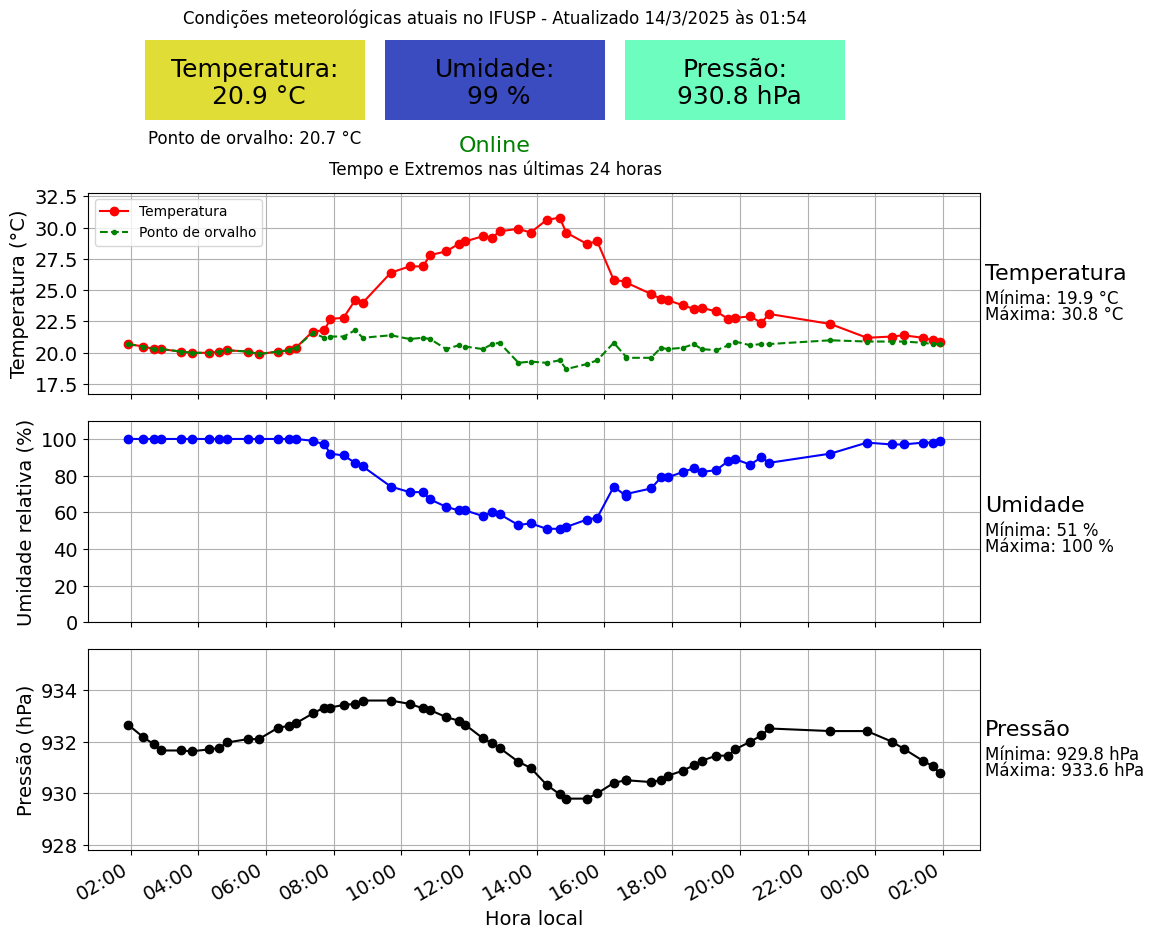 Condições meteorológicas atuais no IFUSP - Atualizado 14/3/2025 às 01:54
Temperatura:
20.9 °C
Umidade:
99 %
Pressão:
930.8 hPa
Ponto de orvalho: 20.7 °C
Online
Tempo e Extremos nas últimas 24 horas
Temperatura (°C)
32.5
30.0
27.5
25.0
22.5
20.0
17.5
Temperatura
Ponto de orvalho
Temperatura
Mínima: 19.9 °C
Máxima: 30.8 °C
Umidade relativa (%)
100
80
60
40
20
0
Umidade
Mínima: 51 %
Máxima: 100 %
Pressão (hPa)
934
932
930
928
Pressão
Mínima: 929.8 hPa
Máxima: 933.6 hPa
02:00
04:00
06:00
08:00
10:00
12:00
14:00
16:00
18:00
20:00
22:00
00:00
02:00
Hora local